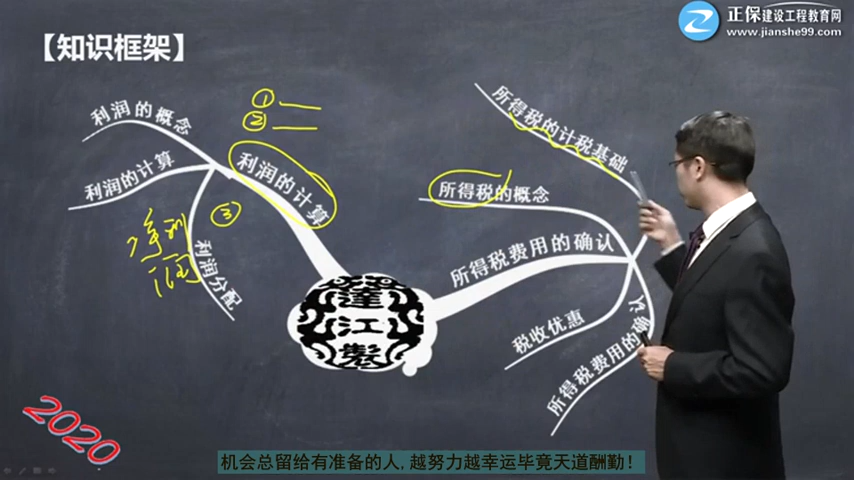 正保建设工程教育网
www.jianshe99.com
【知识框架】
利润的概念
利润的计算
利润分配
①
②
③
净利润
利润的计算
所得税的计税基础
所得税的概念
所得税费用的确认
税收优惠
所得税费用的确认
達
江
製
2020
机会总留给有准备的人,越努力越幸运毕竟天道酬勤!